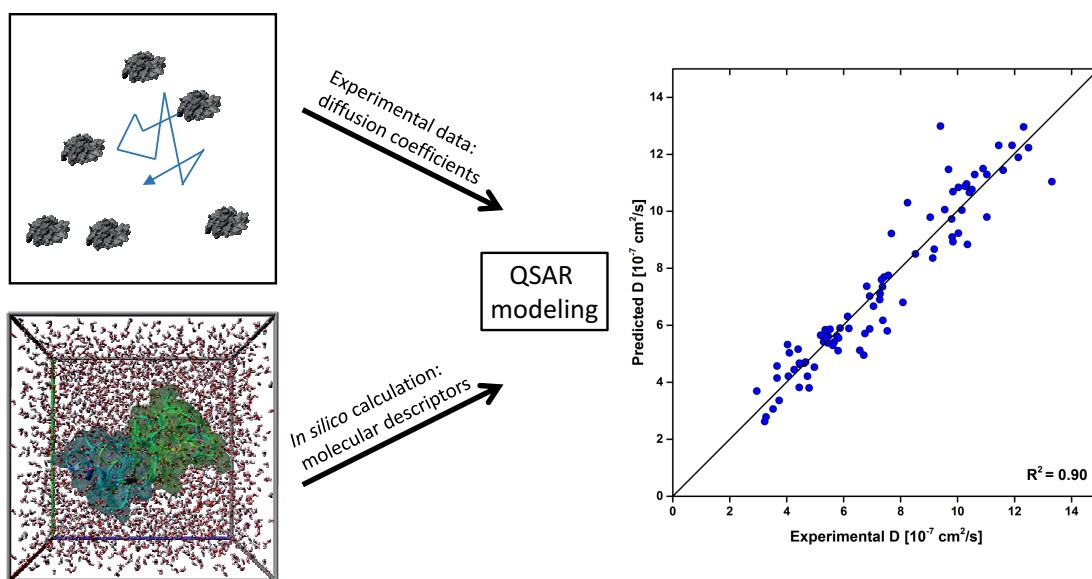 Experimental data:
diffusion coefficients
In silico calculation:
molecular descriptors
QSAR
modeling
Predicted D [10⁻⁷ cm²/s]
14
12
10
8
6
4
2
0
0 2 4 6 8 10 12 14
R² = 0.90
Experimental D [10⁻⁷ cm²/s]